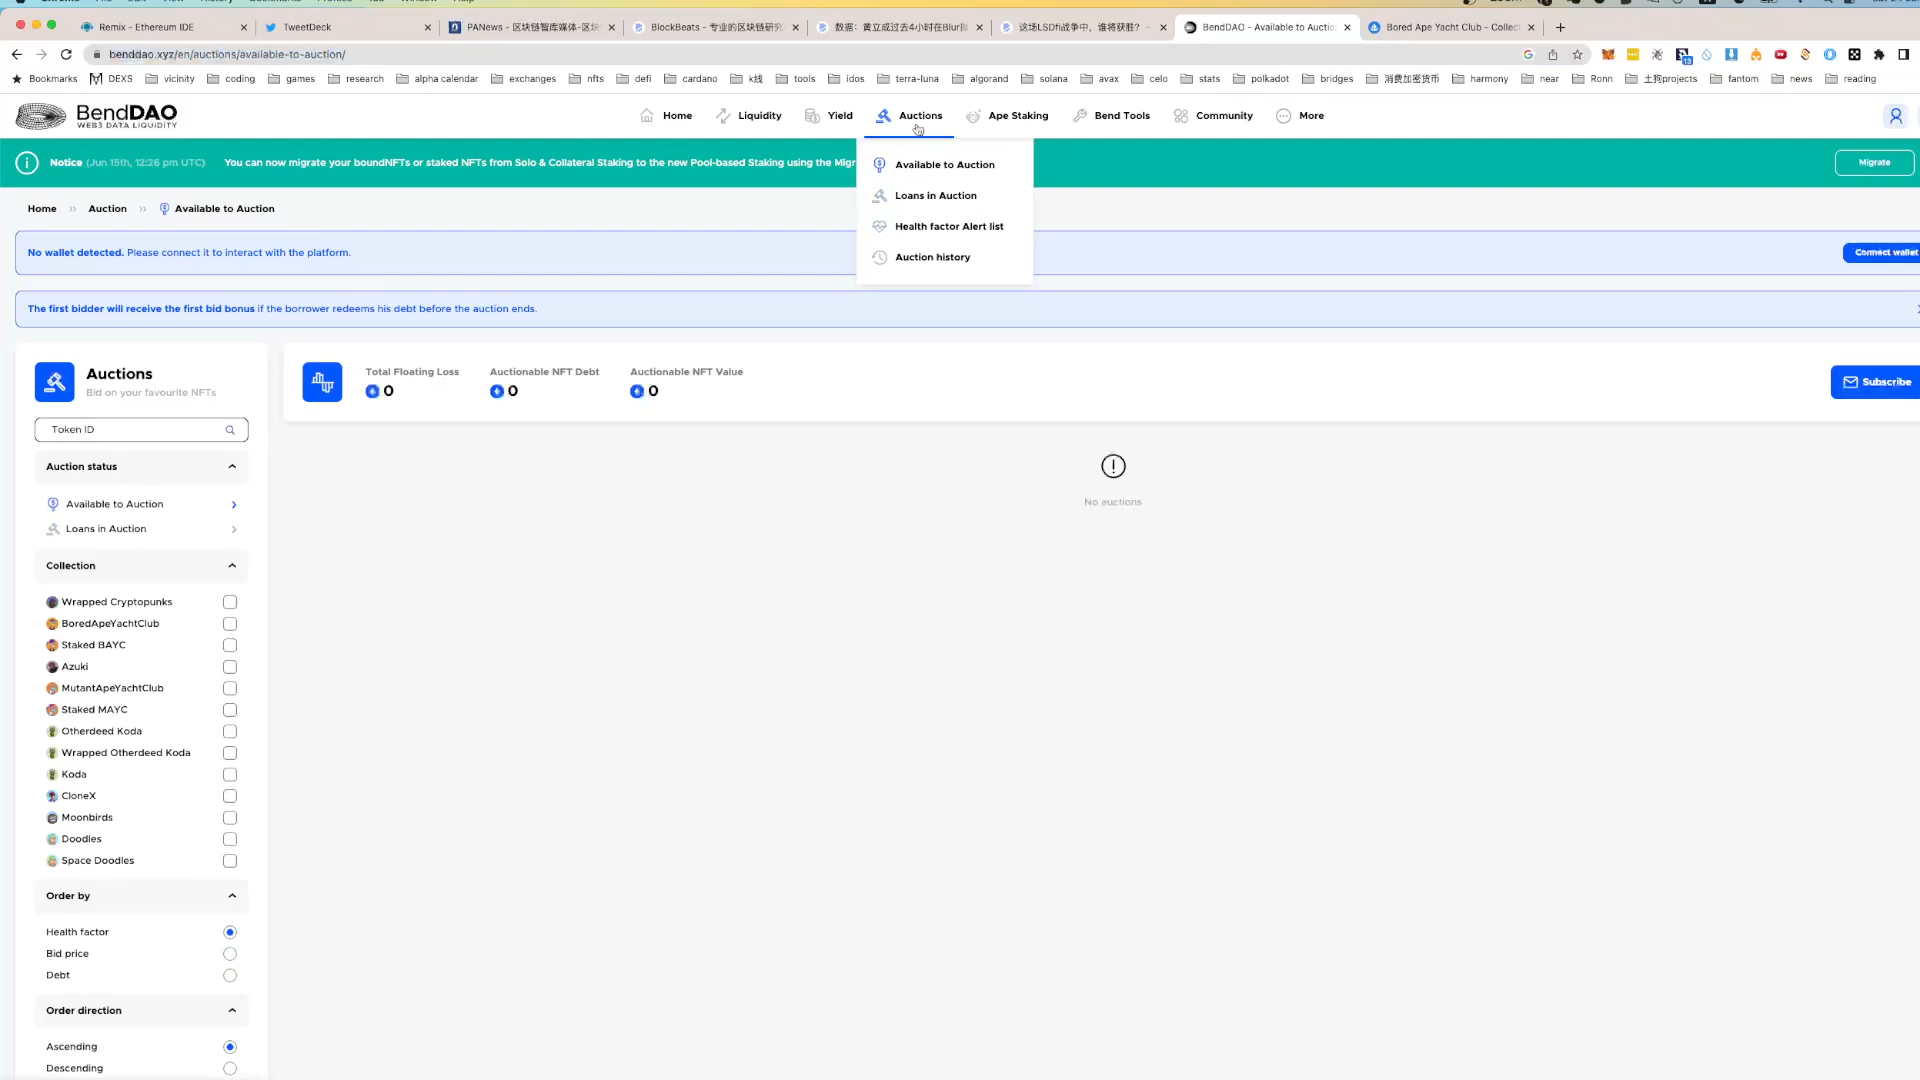 Remix - Ethereum IDE
TweetDeck
PANews - 区块链智库媒体-区块
BlockBeats - 专业的区块链研究
数据：黄立成过去4小时在Blur
这场LSDfi战争中，谁将获胜？ -
BendDAO - Available to Auctio
Bored Ape Yacht Club - Collec
benddao.xyz/en/auctions/available-to-auction/
Bookmarks
DEXS
vicinity
coding
games
research
alpha calendar
exchanges
nfts
defi
cardano
k线
tools
idos
terra-luna
algorand
solana
avax
celo
stats
polkadot
bridges
消费加密货币
harmony
near
Ronn
土狗projects
fantom
news
reading
BendDAO
WEB3 DATA LIQUIDITY
Home
Liquidity
Yield
Auctions
Ape Staking
Bend Tools
Community
More
Notice (Jun 15th, 12:26 pm UTC) You can now migrate your boundNFTs or staked NFTs from Solo & Collateral Staking to the new Pool-based Staking using the Migr
Migrate
Available to Auction
Loans in Auction
Health factor Alert list
Auction history
Home » Auction » Available to Auction
No wallet detected. Please connect it to interact with the platform.
Connect wallet
The first bidder will receive the first bid bonus if the borrower redeems his debt before the auction ends.
Auctions
Bid on your favourite NFTs
Token ID
Auction status
Available to Auction
Loans in Auction
Collection
Wrapped Cryptopunks
BoredApeYachtClub
Staked BAYC
Azuki
MutantApeYachtClub
Staked MAYC
Otherdeed Koda
Wrapped Otherdeed Koda
Koda
CloneX
Moonbirds
Doodles
Space Doodles
Order by
Health factor
Bid price
Debt
Order direction
Ascending
Descending
Total Floating Loss
0
Auctionable NFT Debt
0
Auctionable NFT Value
0
Subscribe
No auctions